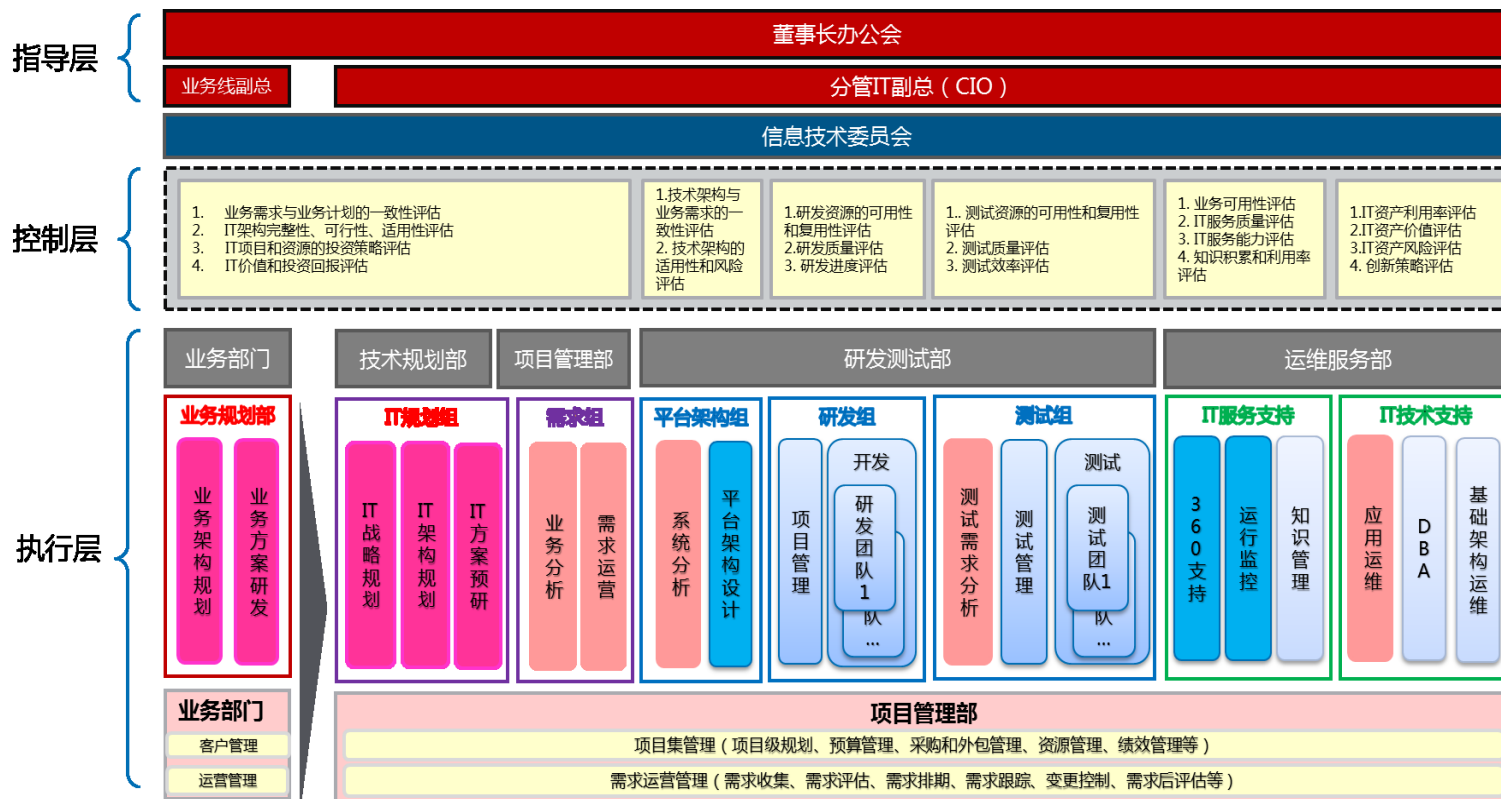 指导层
董事长办公会
业务线副总
分管IT副总（CIO）
信息技术委员会
控制层
1. 业务需求与业务计划的一致性评估
2. IT架构完整性、可行性、适用性评估
3. IT项目和资源的投资策略评估
4. IT价值和投资回报评估
1.技术架构与
业务需求的一
致性评估
2. 技术架构的
适用性和风险
评估
1.研发资源的可用性
和复用性评估
2.研发质量评估
3. 研发进度评估
1.. 测试资源的可用性和复用性
评估
2. 测试质量评估
3. 测试效率评估
1. 业务可用性评估
2. IT服务质量评估
3. IT服务能力评估
4. 知识积累和利用率
评估
1.IT资产利用率评估
2.IT资产价值评估
3.IT资产风险评估
4. 创新策略评估
执行层
业务部门
技术规划部
项目管理部
研发测试部
运维服务部
业务规划部
业务架构规划
业务方案研发
IT规划组
IT战略规划
IT架构规划
IT方案预研
需求组
业务分析
需求运营
平台架构组
系统分析
平台架构设计
研发组
项目管理
开发
研发团队1
队...
测试组
测试需求分析
测试管理
测试
测试团队1
队...
IT服务支持
360支持
运行监控
知识管理
IT技术支持
应用运维
DBA
基础架构运维
业务部门
客户管理
运营管理
项目管理部
项目集管理（项目级规划、预算管理、采购和外包管理、资源管理、绩效管理等）
需求运营管理（需求收集、需求评估、需求排期、需求跟踪、变更控制、需求后评估等）